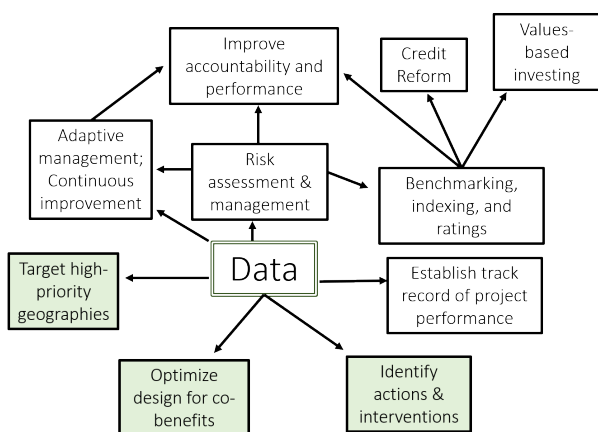 Improve
accountability and
performance
Credit
Reform
Values-
based
investing
Adaptive
management;
Continuous
improvement
Risk
assessment &
management
Benchmarking,
indexing, and
ratings
Target high-
priority
geographies
Data
Establish track
record of project
performance
Optimize
design for co-
benefits
Identify
actions &
interventions